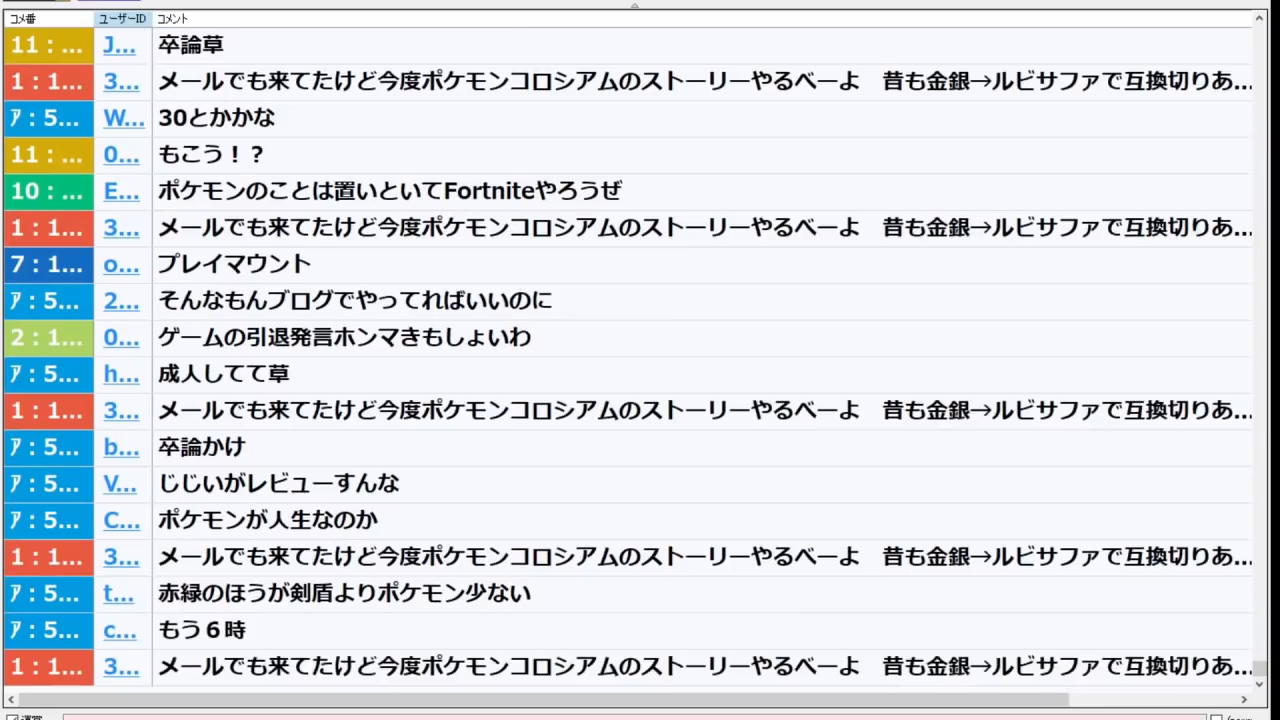 コメ番 ユーザーID コメント
11：... J... 卒論草
1：1... 3... メールでも来てたけど今度ポケモンコロシアムのストーリーやるべーよ　昔も金銀→ルビサファで互換切りあ...
ｱ：5... W... 30とかかな
11：... 0... もこう！？
10：... E... ポケモンのことは置いといてFortniteやろうぜ
1：1... 3... メールでも来てたけど今度ポケモンコロシアムのストーリーやるべーよ　昔も金銀→ルビサファで互換切りあ...
7：1... o... プレイマウント
ｱ：5... 2... そんなもんブログでやってればいいのに
2：1... 0... ゲームの引退発言ホンマきもしょいわ
ｱ：5... h... 成人してて草
1：1... 3... メールでも来てたけど今度ポケモンコロシアムのストーリーやるべーよ　昔も金銀→ルビサファで互換切りあ...
ｱ：5... b... 卒論かけ
ｱ：5... V... じじいがレビューすんな
ｱ：5... C... ポケモンが人生なのか
1：1... 3... メールでも来てたけど今度ポケモンコロシアムのストーリーやるべーよ　昔も金銀→ルビサファで互換切りあ...
ｱ：5... t... 赤緑のほうが剣盾よりポケモン少ない
ｱ：5... c... もう６時
1：1... 3... メールでも来てたけど今度ポケモンコロシアムのストーリーやるべーよ　昔も金銀→ルビサファで互換切りあ...